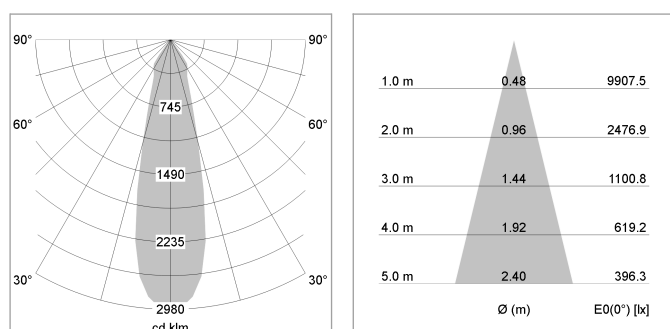 90° 90°
745
60° 60°
1490
2235
30° 30°
2980
cd klm
1.0 m 0.48 9907.5
2.0 m 0.96 2476.9
3.0 m 1.44 1100.8
4.0 m 1.92 619.2
5.0 m 2.40 396.3
Ø (m) E0(0°) [lx]